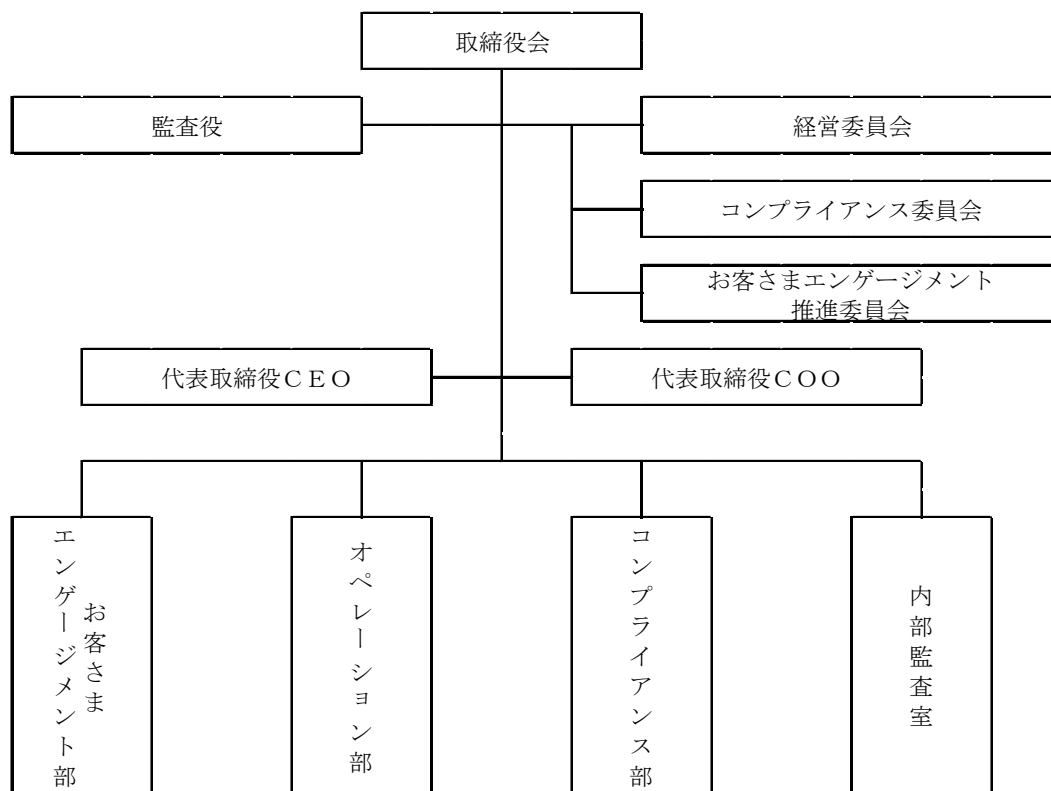 取締役会
監査役
経営委員会
コンプライアンス委員会
お客さまエンゲージメント
推進委員会
代表取締役ＣＥＯ
代表取締役ＣＯＯ
お客さま
エンゲージメント部
オペレーション部
コンプライアンス部
内部監査室